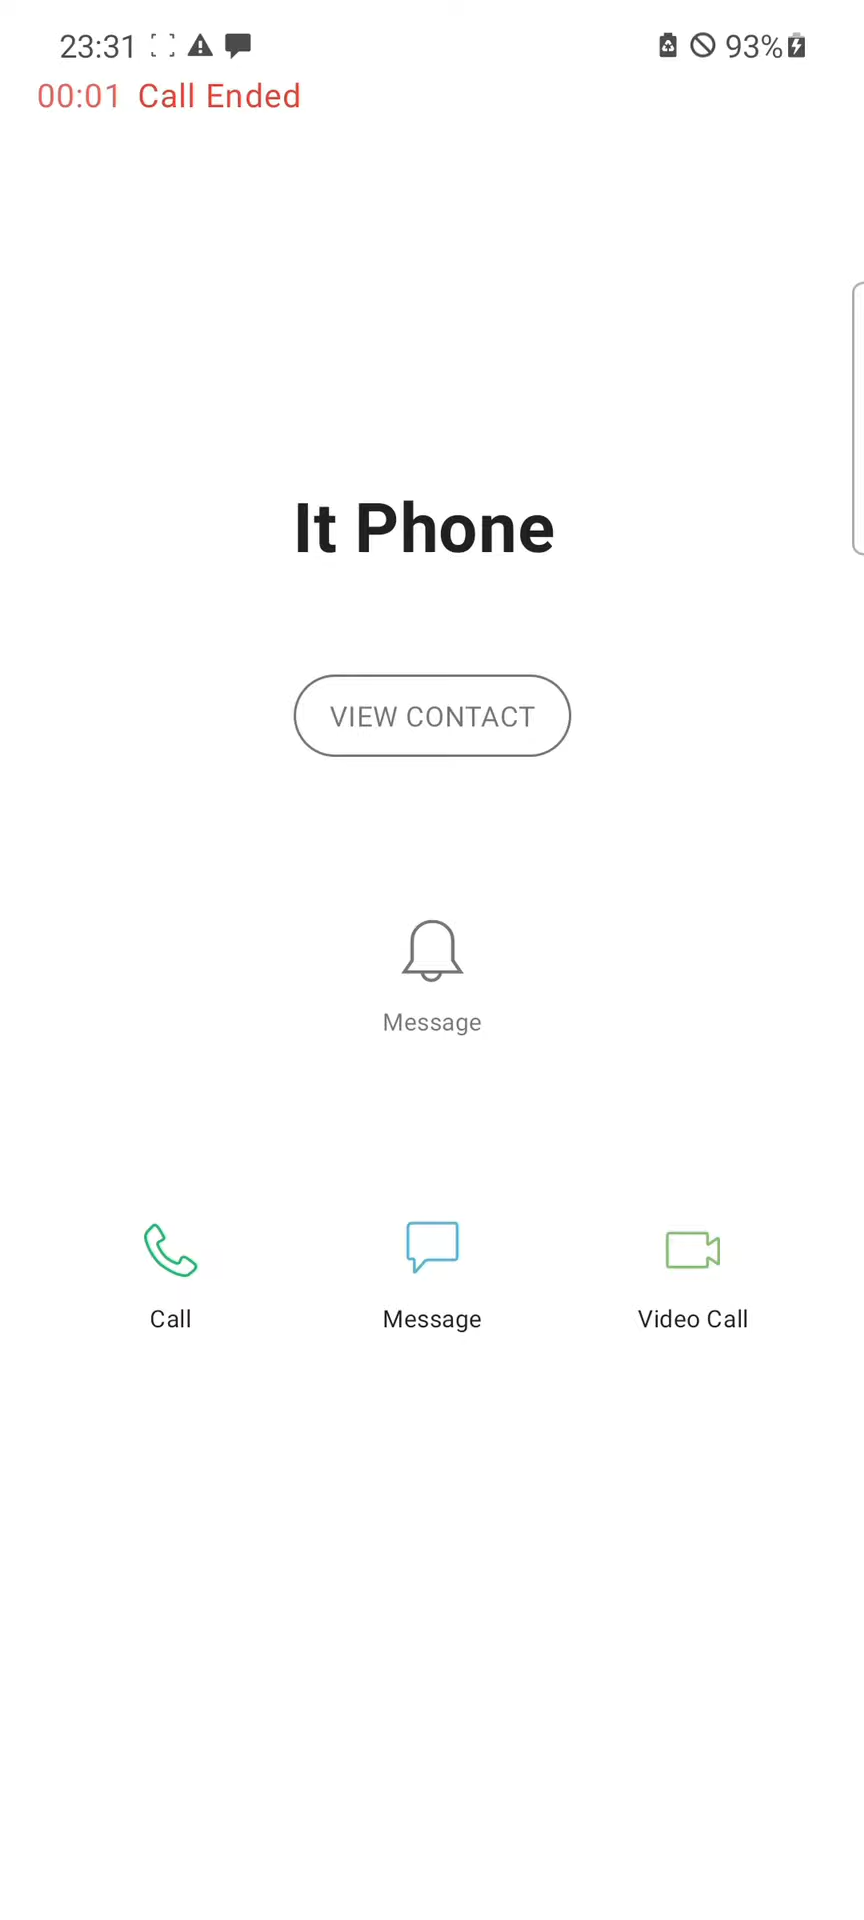 23:31 93%
00:01 Call Ended
It Phone
VIEW CONTACT
Message
Call Message Video Call